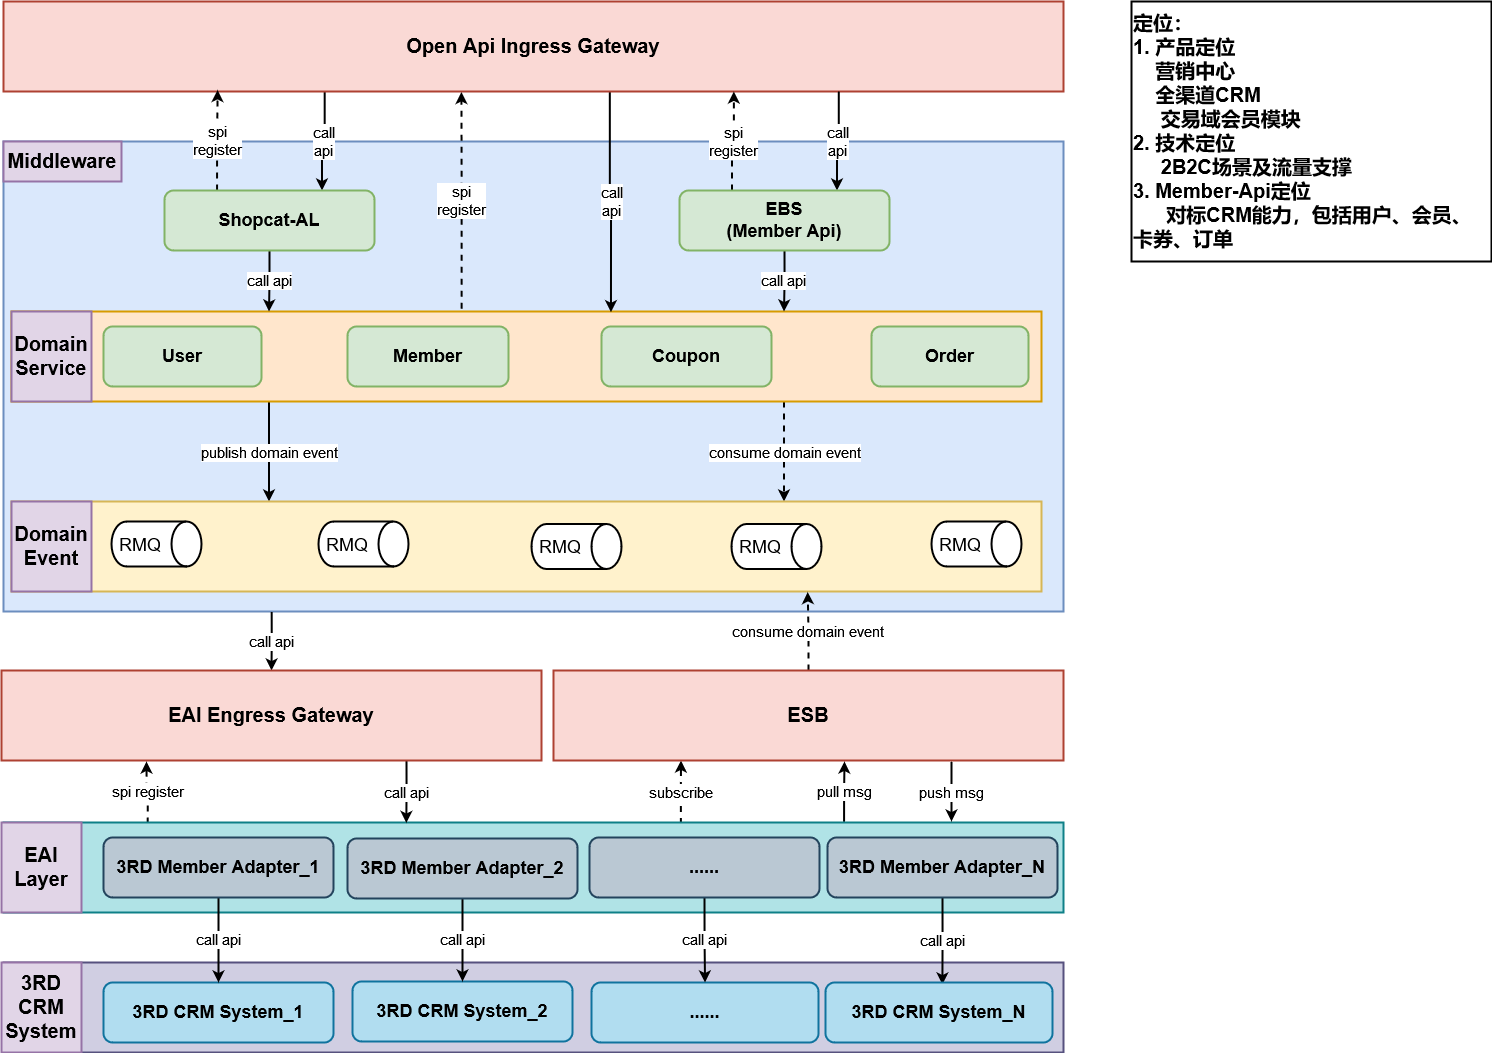 Open Api Ingress Gateway
定位：
1. 产品定位
营销中心
全渠道CRM
交易域会员模块
2. 技术定位
2B2C场景及流量支撑
3. Member-Api定位
对标CRM能力，包括用户、会员、
卡券、订单
spi
register
call
api
spi
register
call
api
spi
register
call
api
Middleware
Shopcat-AL
EBS
(Member Api)
call api
call api
Domain
Service
User
Member
Coupon
Order
publish domain event
consume domain event
Domain
Event
RMQ
RMQ
RMQ
RMQ
RMQ
call api
consume domain event
EAI Engress Gateway
ESB
spi register
call api
subscribe
pull msg
push msg
EAI
Layer
3RD Member Adapter_1
3RD Member Adapter_2
......
3RD Member Adapter_N
call api
call api
call api
call api
3RD
CRM
System
3RD CRM System_1
3RD CRM System_2
......
3RD CRM System_N